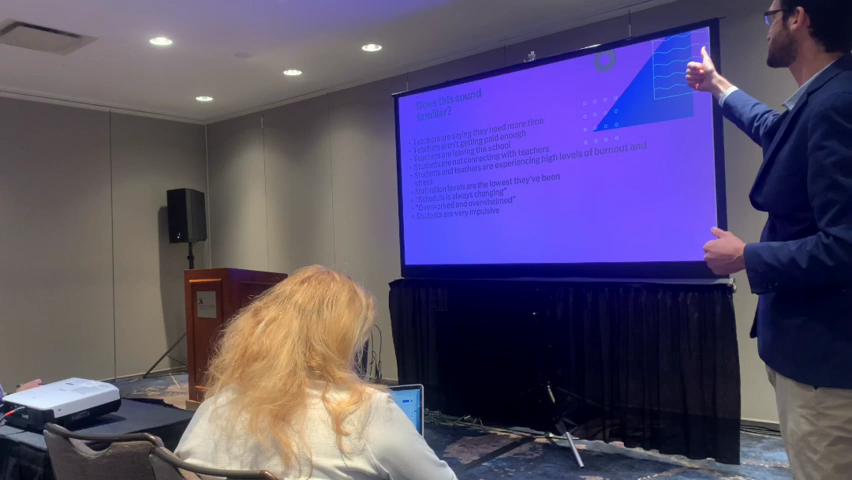 Does this sound
familiar?
- Teachers are saying they need more time
- Teachers aren't getting paid enough
- Teachers are leaving the school
- Students are not connecting with teachers
- Students and teachers are experiencing high levels of burnout and
stress
- Motivation levels are the lowest they've been
- "Schedule is always changing"
- "Overworked and overwhelmed"
- Students are very impulsive